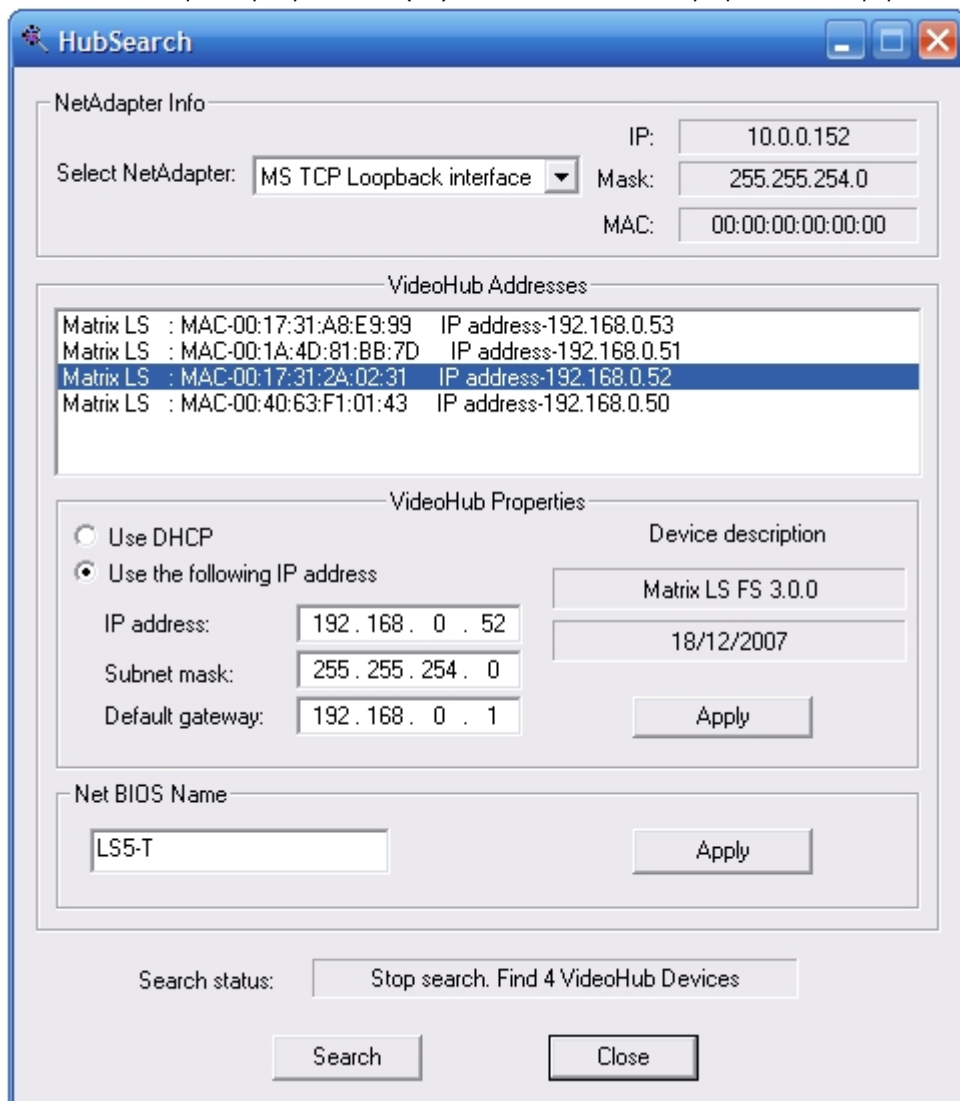 HubSearch
NetAdapter Info
IP: 10.0.0.152
Select NetAdapter: MS TCP Loopback interface Mask: 255.255.254.0
MAC: 00:00:00:00:00:00
VideoHub Addresses
Matrix LS : MAC-00:17:31:A8:E9:99 IP address-192.168.0.53
Matrix LS : MAC-00:1A:4D:81:BB:7D IP address-192.168.0.51
Matrix LS : MAC-00:17:31:2A:02:31 IP address-192.168.0.52
Matrix LS : MAC-00:40:63:F1:01:43 IP address-192.168.0.50
VideoHub Properties
Use DHCP
Device description
Use the following IP address
Matrix LS FS 3.0.0
IP address: 192 . 168 . 0 . 52
18/12/2007
Subnet mask: 255 . 255 . 254 . 0
Default gateway: 192 . 168 . 0 . 1
Apply
Net BIOS Name
LS5-T
Apply
Search status: Stop search. Find 4 VideoHub Devices
Search Close